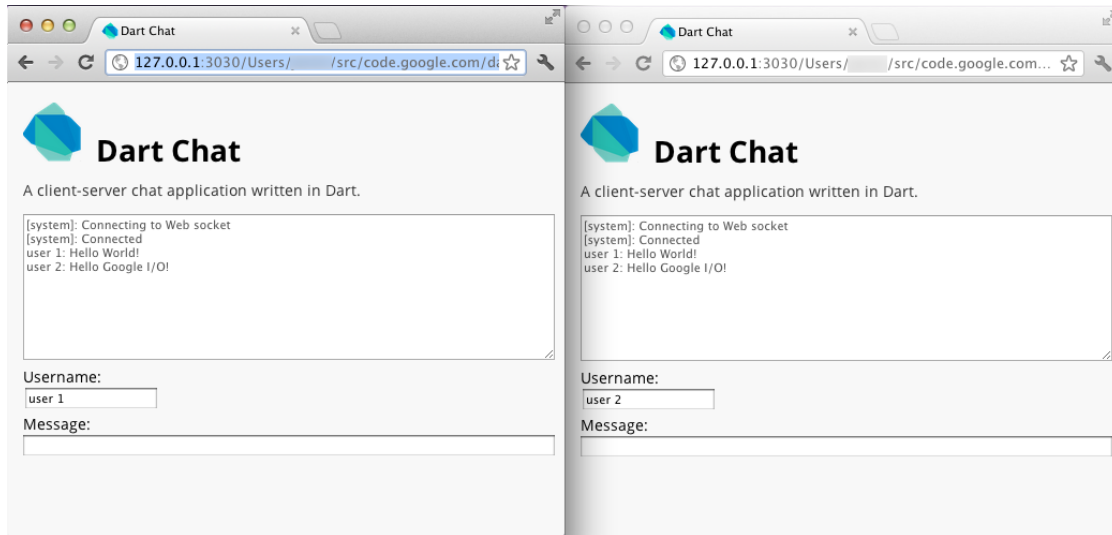 Dart Chat
127.0.0.1:3030/Users/ /src/code.google.com/da
Dart Chat
A client-server chat application written in Dart.
[system]: Connecting to Web socket
[system]: Connected
user 1: Hello World!
user 2: Hello Google I/O!
Username:
user 1
Message:
Dart Chat
127.0.0.1:3030/Users/ /src/code.google.com...
Dart Chat
A client-server chat application written in Dart.
[system]: Connecting to Web socket
[system]: Connected
user 1: Hello World!
user 2: Hello Google I/O!
Username:
user 2
Message: